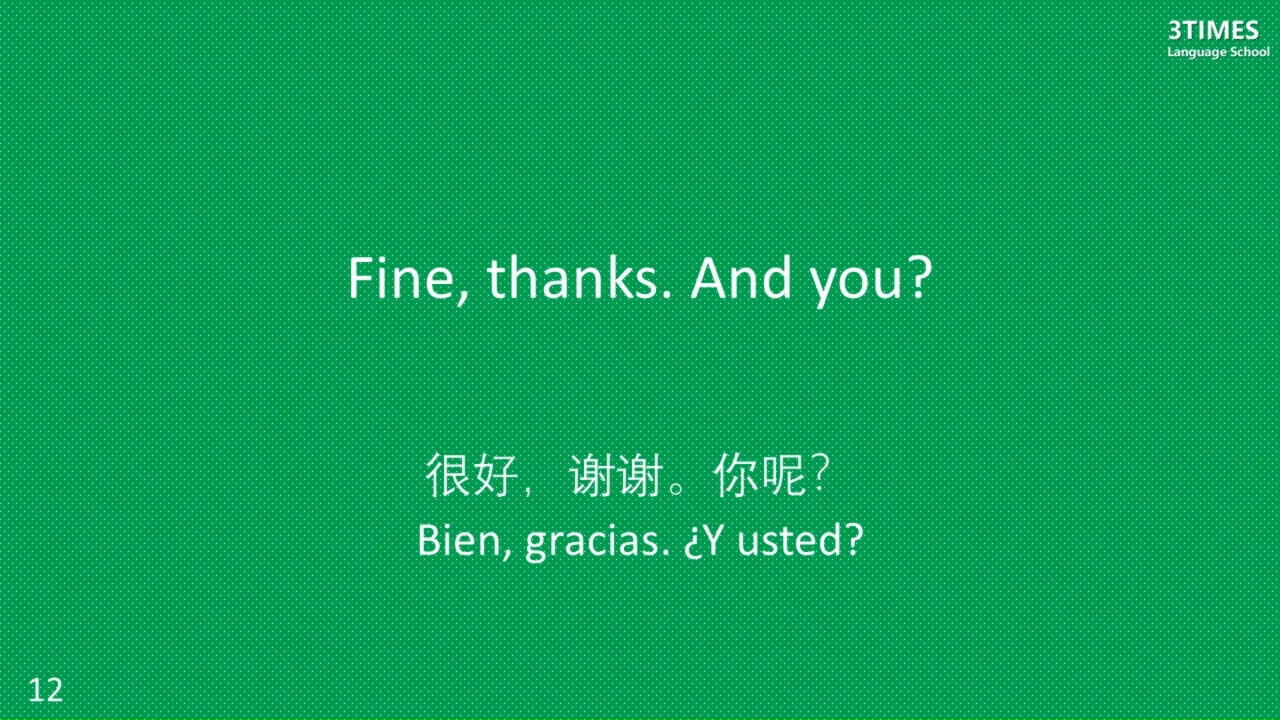 3TIMES
Language School
Fine, thanks. And you?
很好，谢谢。你呢？
Bien, gracias. ¿Y usted?
12